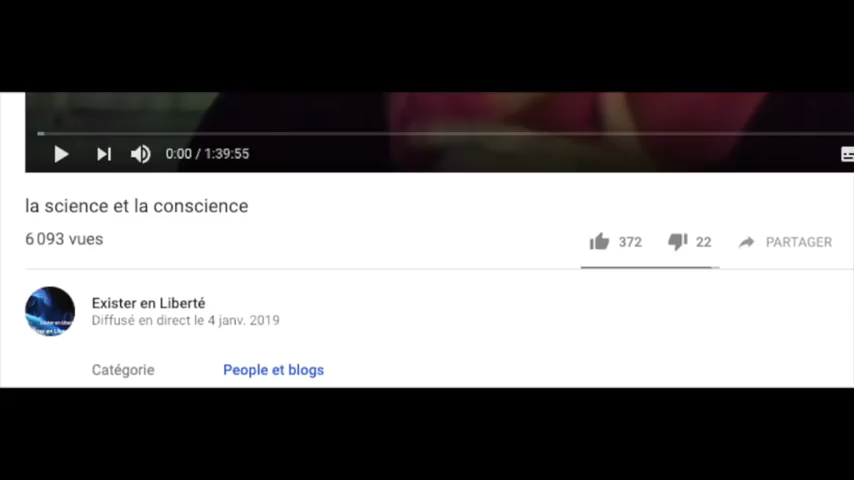 0:00 / 1:39:55
la science et la conscience
6 093 vues
372
22
PARTAGER
Exister en Liberté
Diffusé en direct le 4 janv. 2019
Catégorie
People et blogs